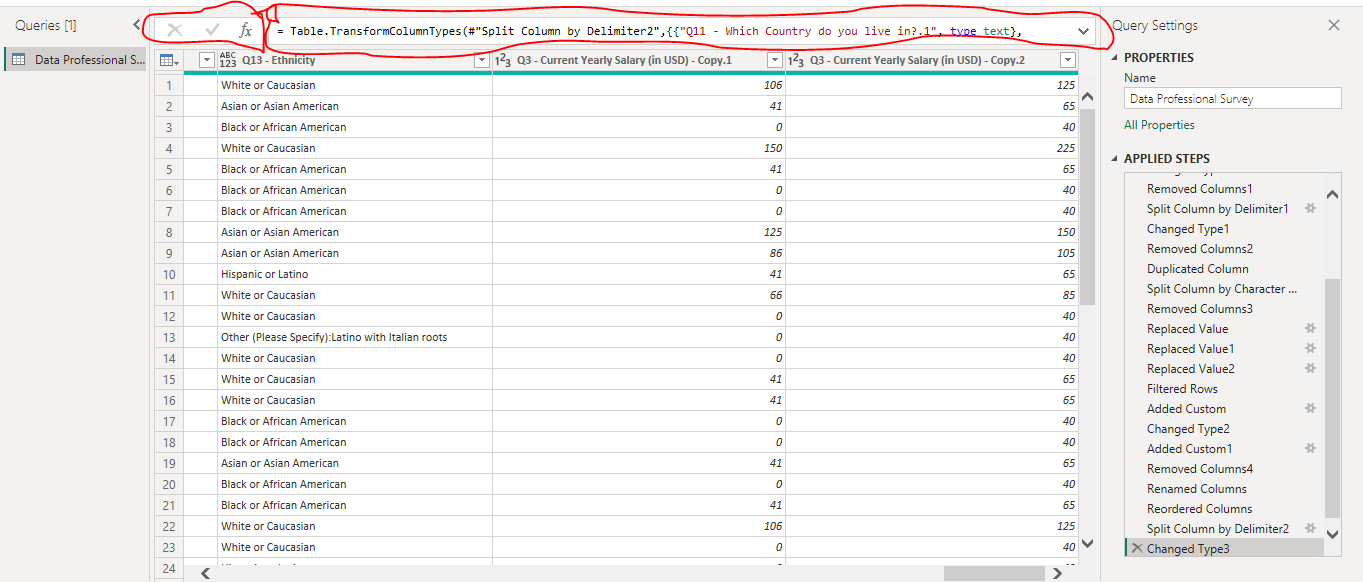 Queries [1]
Data Professional S...
fx
= Table.TransformColumnTypes(#"Split Column by Delimiter2",{{"Q11 - Which Country do you live in?.1", type text},
ABC 123 Q13 - Ethnicity
1²3 Q3 - Current Yearly Salary (in USD) - Copy.1
1²3 Q3 - Current Yearly Salary (in USD) - Copy.2
1 White or Caucasian 106 125
2 Asian or Asian American 41 65
3 Black or African American 0 40
4 White or Caucasian 150 225
5 Black or African American 41 65
6 Black or African American 0 40
7 Black or African American 0 40
8 Asian or Asian American 125 150
9 Asian or Asian American 86 105
10 Hispanic or Latino 41 65
11 White or Caucasian 66 85
12 White or Caucasian 0 40
13 Other (Please Specify):Latino with Italian roots 0 40
14 White or Caucasian 0 40
15 White or Caucasian 41 65
16 White or Caucasian 41 65
17 Black or African American 0 40
18 Black or African American 0 40
19 Asian or Asian American 41 65
20 Black or African American 0 40
21 Black or African American 41 65
22 White or Caucasian 106 125
23 White or Caucasian 0 40
24
Query Settings
PROPERTIES
Name
Data Professional Survey
All Properties
APPLIED STEPS
Removed Columns1
Split Column by Delimiter1
Changed Type1
Removed Columns2
Duplicated Column
Split Column by Character ...
Removed Columns3
Replaced Value
Replaced Value1
Replaced Value2
Filtered Rows
Added Custom
Changed Type2
Added Custom1
Removed Columns4
Renamed Columns
Reordered Columns
Split Column by Delimiter2
Changed Type3